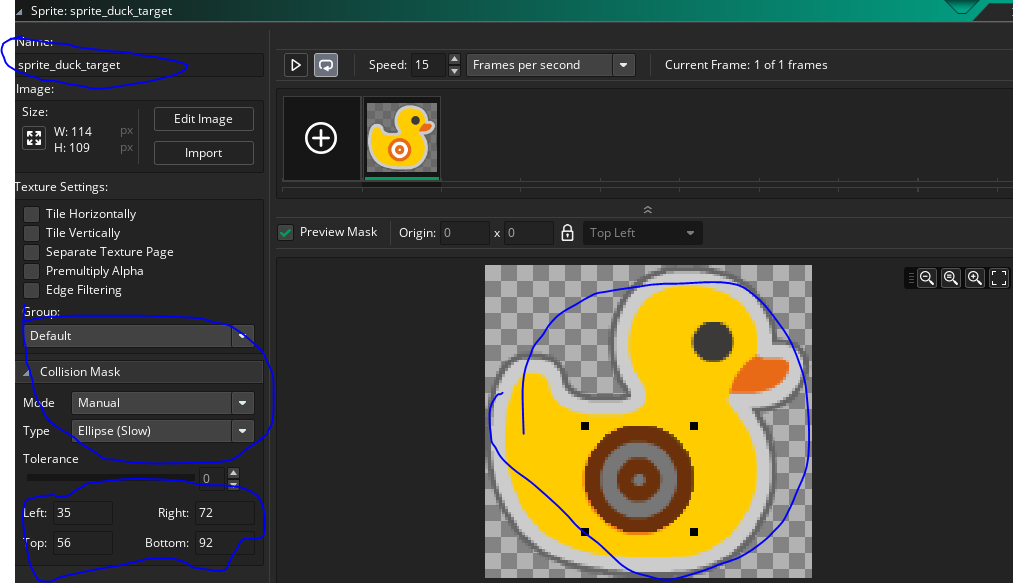 Sprite: sprite_duck_target
Name:
sprite_duck_target
Image:
Size:
W: 114 px
H: 109 px
Edit Image
Import
Texture Settings:
Tile Horizontally
Tile Vertically
Separate Texture Page
Premultiply Alpha
Edge Filtering
Group:
Default
Collision Mask
Mode Manual
Type Ellipse (Slow)
Tolerance
0
Left: 35 Right: 72
Top: 56 Bottom: 92
Speed: 15 Frames per second Current Frame: 1 of 1 frames
Preview Mask Origin: 0 x 0 Top Left